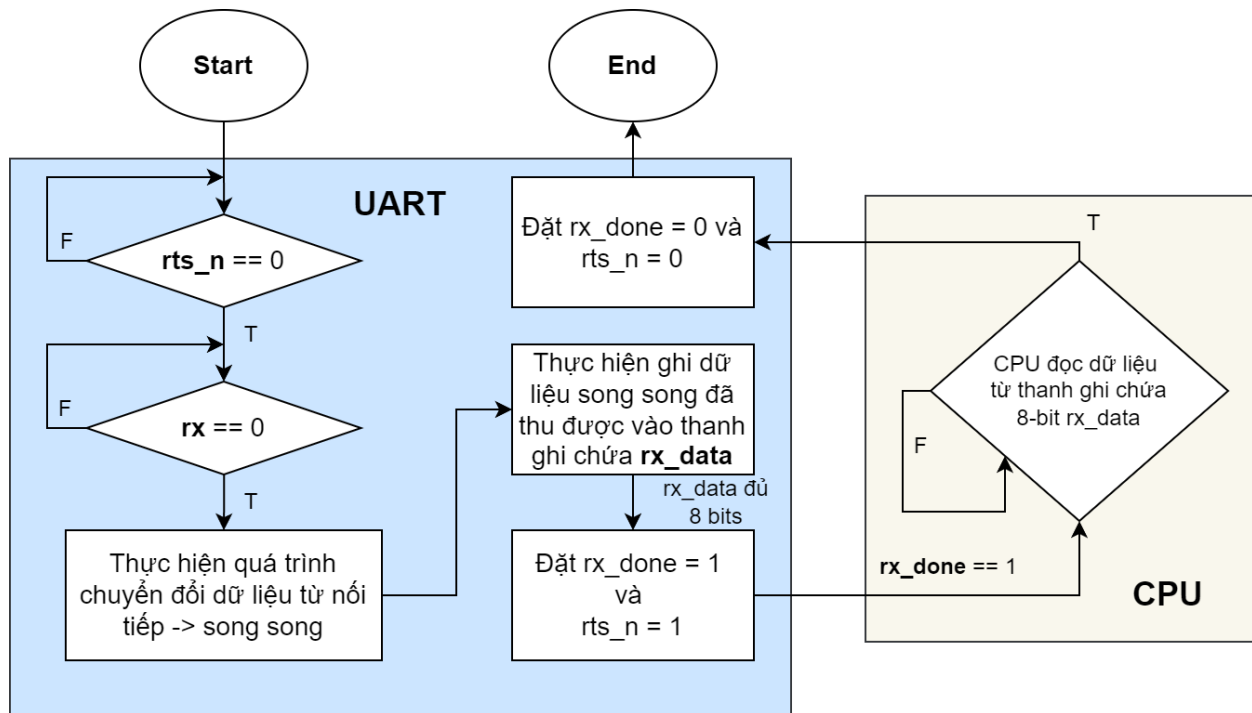 Start
End
UART
F
rts_n == 0
T
F
rx == 0
T
Thực hiện quá trình
chuyển đổi dữ liệu từ nối
tiếp -> song song
Thực hiện ghi dữ
liệu song song đã
thu được vào thanh
ghi chứa rx_data
rx_data đủ
8 bits
Đặt rx_done = 1
và
rts_n = 1
rx_done == 1
CPU
CPU đọc dữ liệu
từ thanh ghi chứa
8-bit rx_data
F
T
Đặt rx_done = 0 và
rts_n = 0